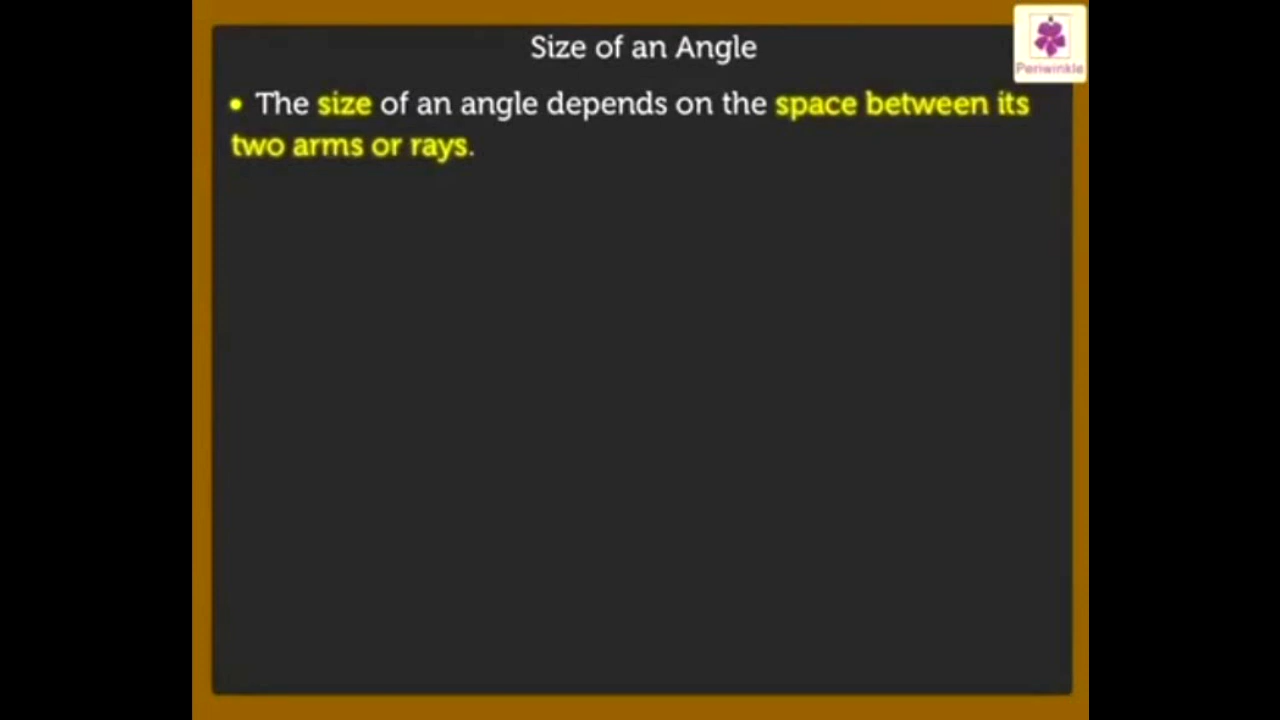 Size of an Angle
Periwinkle
• The size of an angle depends on the space between its
two arms or rays.